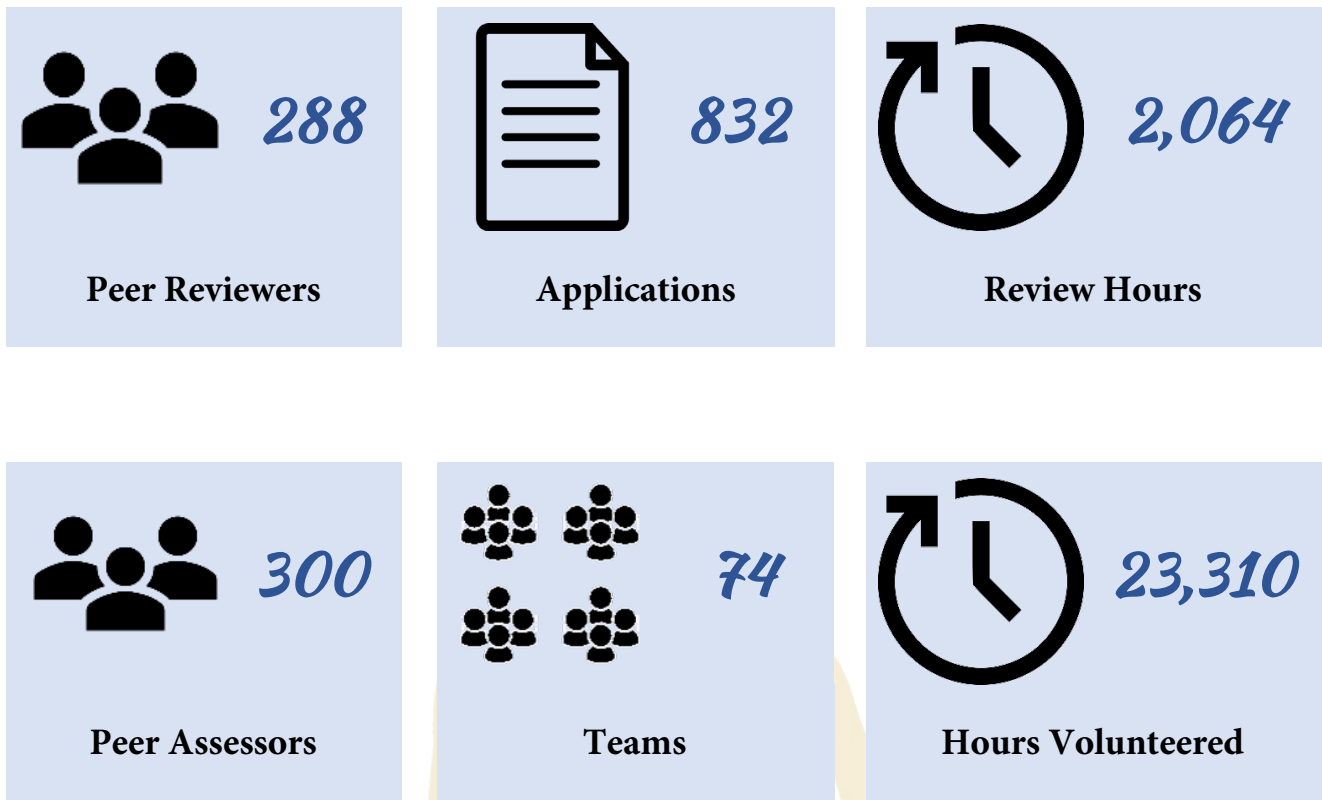 288
Peer Reviewers
832
Applications
2,064
Review Hours
300
Peer Assessors
74
Teams
23,310
Hours Volunteered